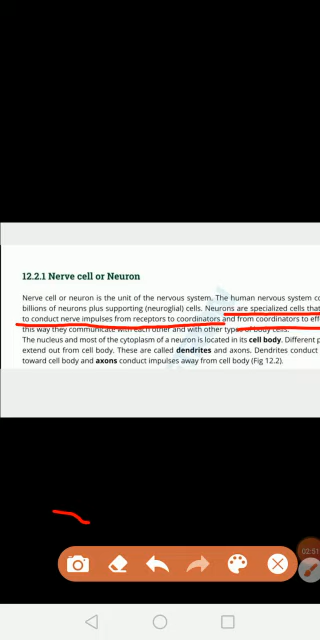 12.2.1 Nerve cell or Neuron
Nerve cell or neuron is the unit of the nervous system. The human nervous system
billions of neurons plus supporting (neuroglial) cells. Neurons are specialized cells that
to conduct nerve impulses from receptors to coordinators and from coordinators to
this way they communicate with each other and with other types of body cells.
The nucleus and most of the cytoplasm of a neuron is located in its cell body. Different
extend out from cell body. These are called dendrites and axons. Dendrites conduct
toward cell body and axons conduct impulses away from cell body (Fig 12.2).
02:51